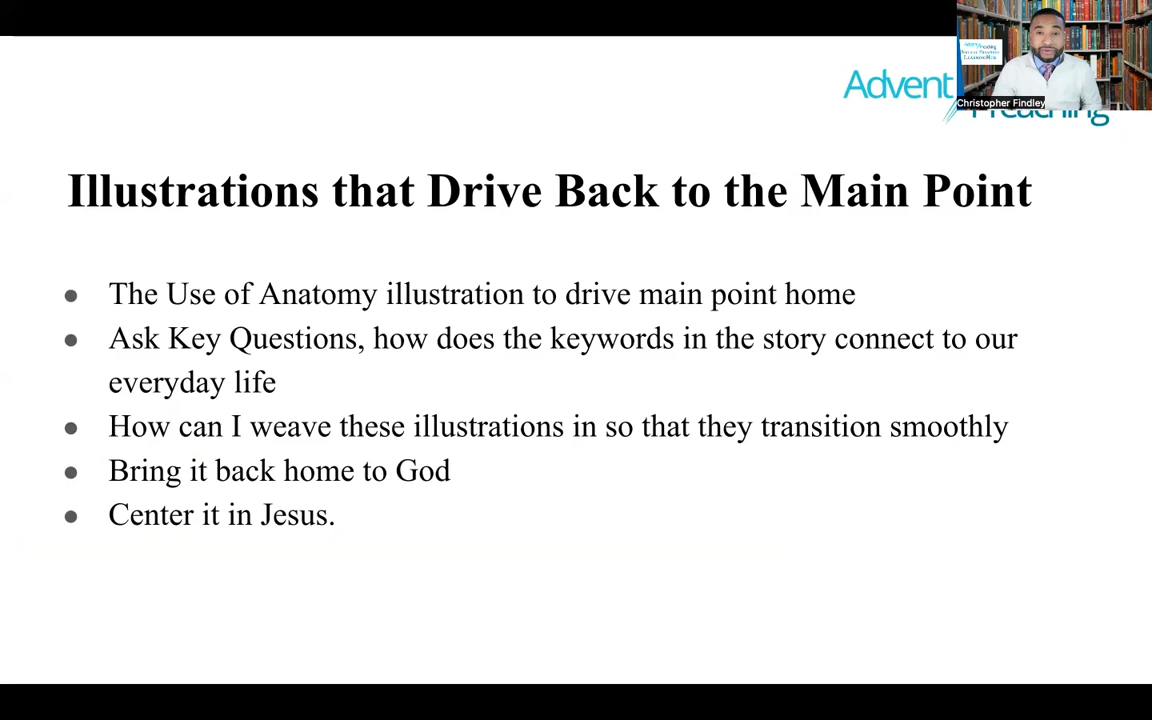 Advent
Preaching
Christopher Findley
Illustrations that Drive Back to the Main Point
The Use of Anatomy illustration to drive main point home
Ask Key Questions, how does the keywords in the story connect to our
everyday life
How can I weave these illustrations in so that they transition smoothly
Bring it back home to God
Center it in Jesus.